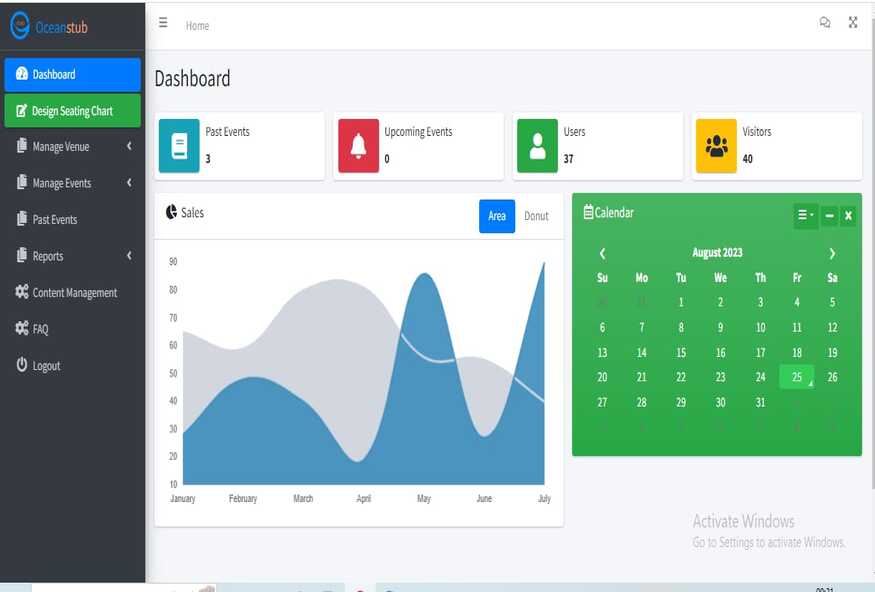 Oceanstub
Home
Dashboard
Design Seating Chart
Manage Venue
Manage Events
Past Events
Reports
Content Management
FAQ
Logout
Dashboard
Past Events
3
Upcoming Events
0
Users
37
Visitors
40
Sales
Area Donut
90
80
70
60
50
40
30
20
10
January February March April May June July
Calendar
August 2023
Su Mo Tu We Th Fr Sa
1 2 3 4 5
6 7 8 9 10 11 12
13 14 15 16 17 18 19
20 21 22 23 24 25 26
27 28 29 30 31
Activate Windows
Go to Settings to activate Windows.